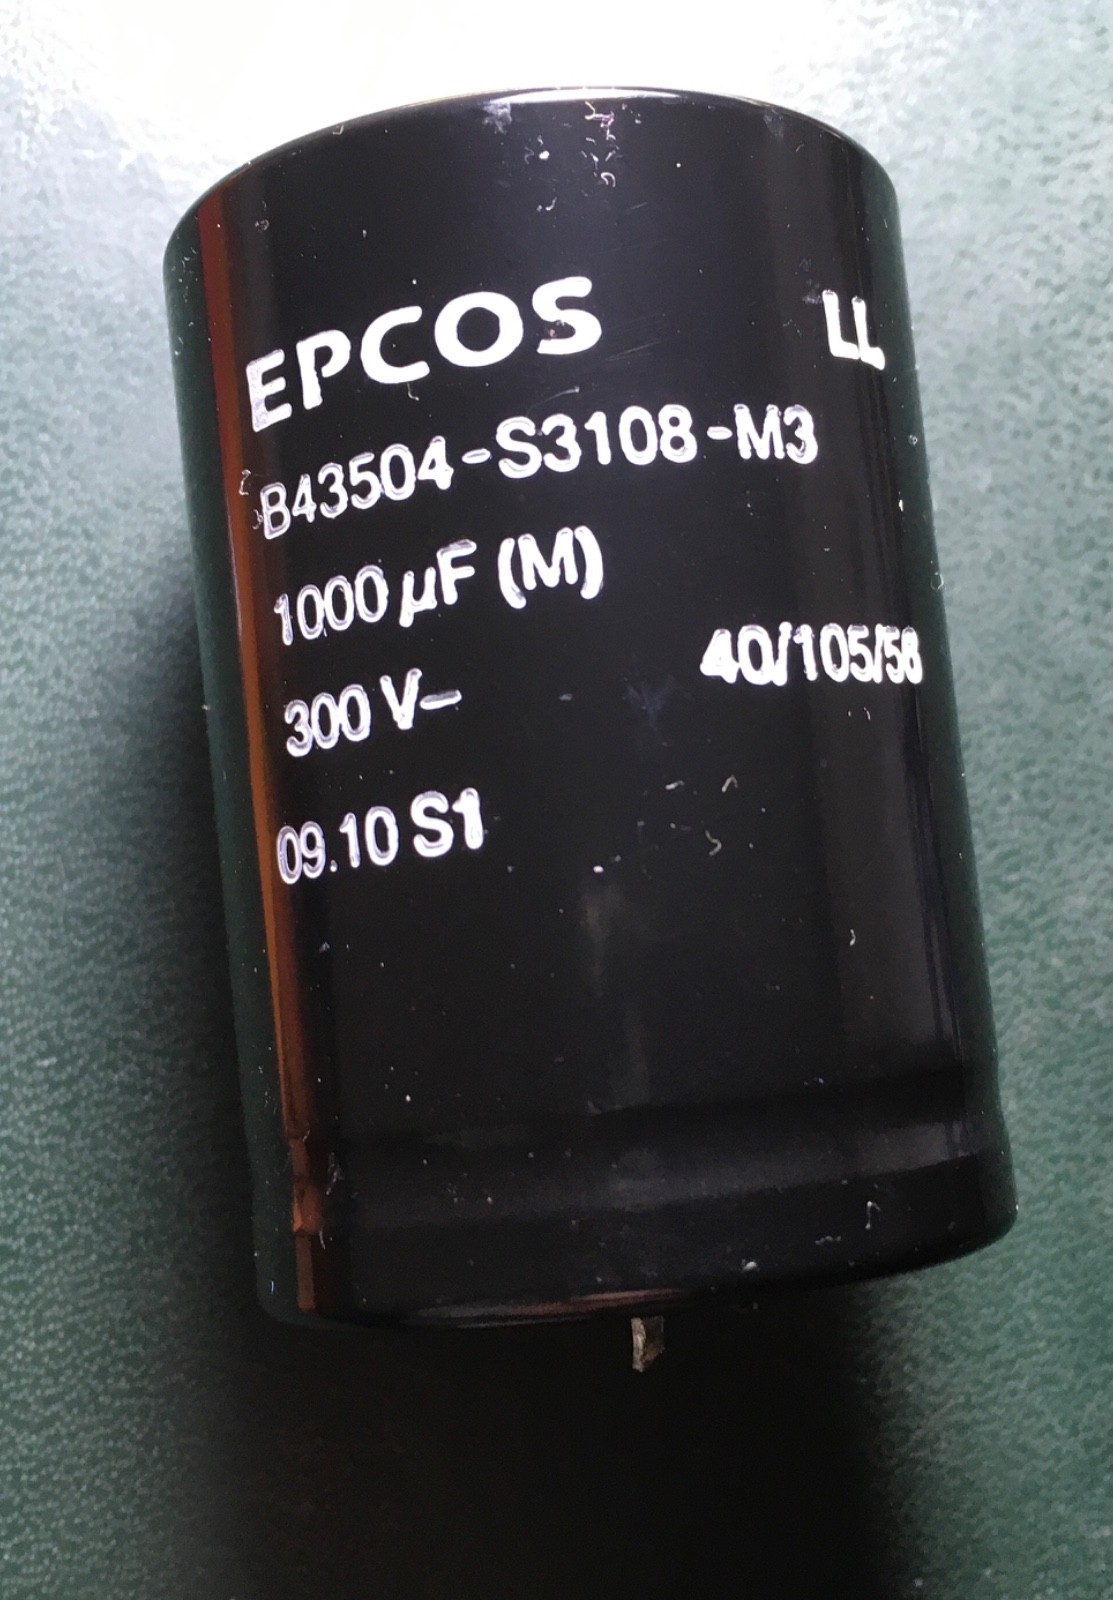 EPCOS LL
B43504-S3108-M3
1000 µF (M)
40/105/56
300 V–
09.10 S1